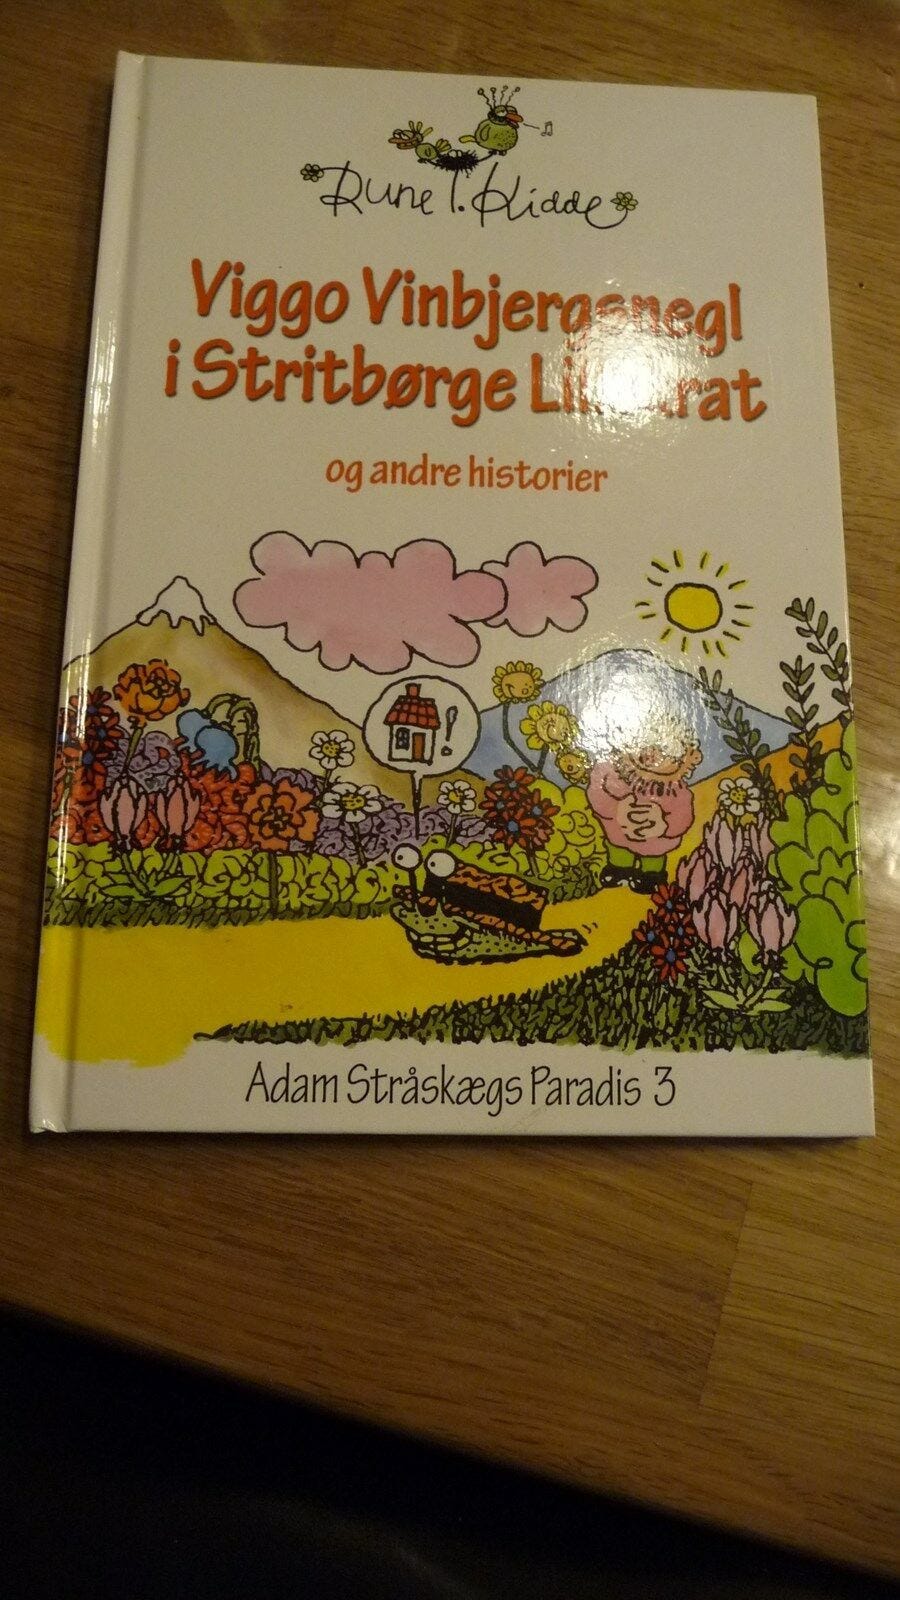 Rune T. Kidde
Viggo Vinbjergsnegl
i Stritbørge
og andre historier
!
Adam Stråskægs Paradis 3